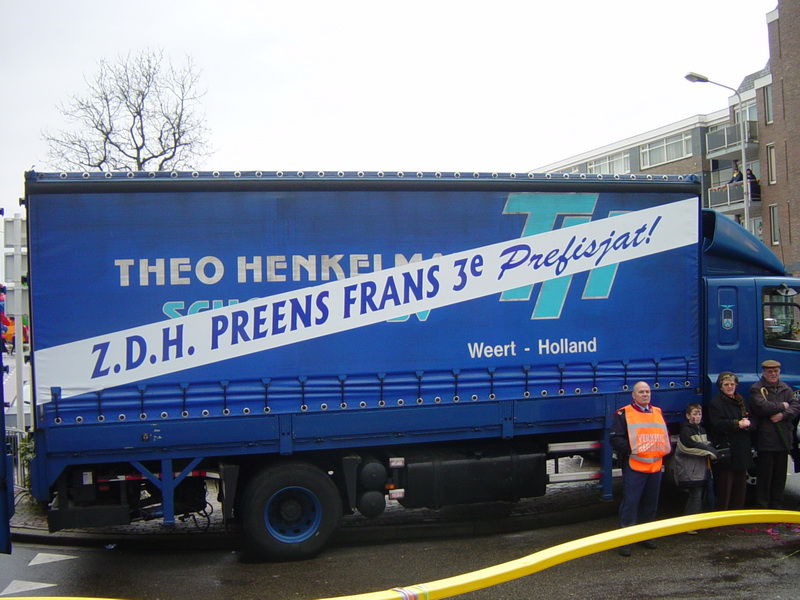 THEO HENKELMA
Z.D.H. PREENS FRANS 3e Prefisjat!
Weert - Holland